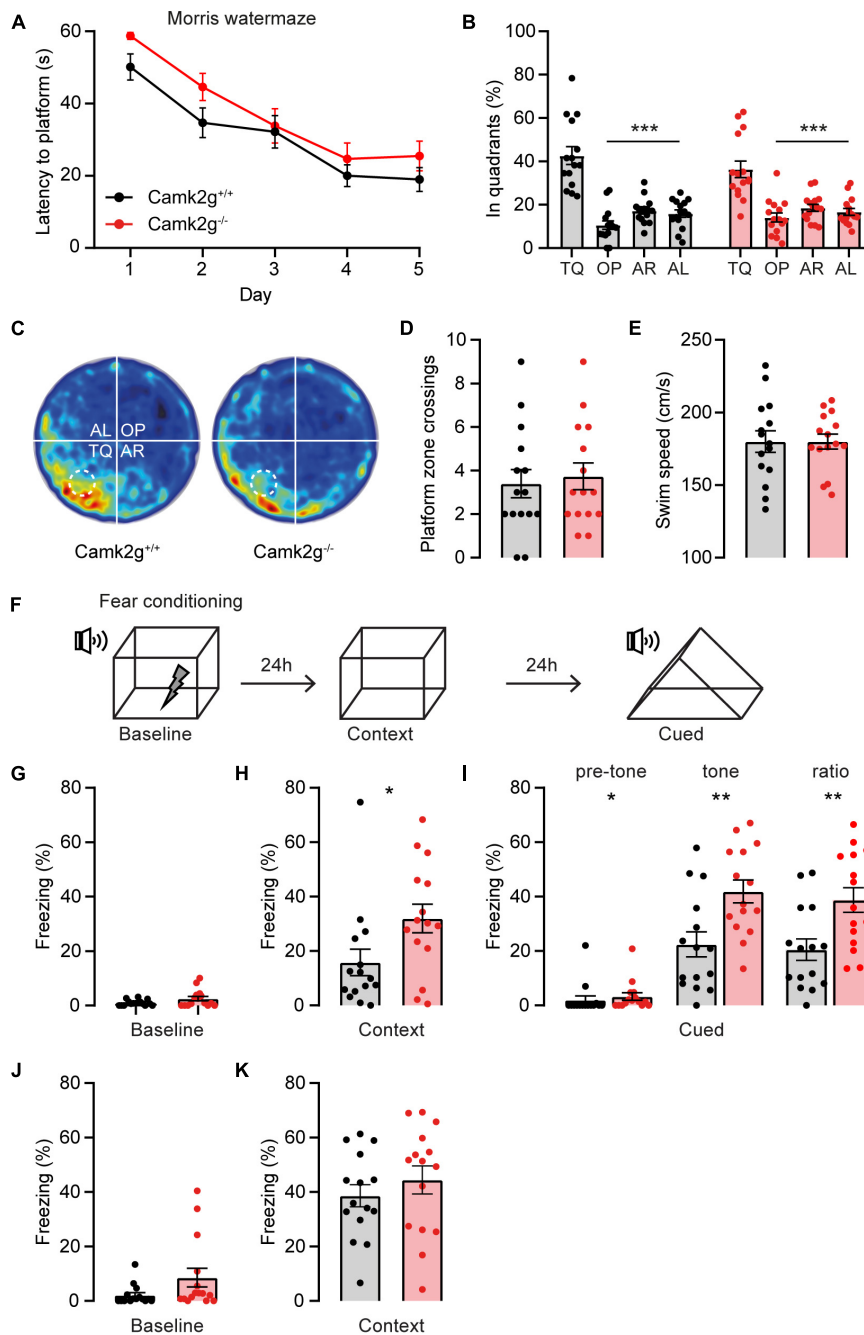 A
Morris watermaze
Latency to platform (s)
60
40
20
0
Camk2g+/+
Camk2g-/-
1 2 3 4 5
Day
B
In quadrants (%)
100
80
60
40
20
0
*** ***
TQ OP AR AL TQ OP AR AL
C
AL OP
TQ AR
Camk2g+/+ Camk2g-/-
D
Platform zone crossings
10
8
6
4
2
0
E
Swim speed (cm/s)
250
200
150
100
F
Fear conditioning
24h 24h
Baseline Context Cued
G
Freezing (%)
80
60
40
20
0
Baseline
H
Freezing (%)
80
60
40
20
0
*
Context
I
pre-tone tone ratio
* ** **
Freezing (%)
80
60
40
20
0
Cued
J
Freezing (%)
80
60
40
20
0
Baseline
K
Freezing (%)
80
60
40
20
0
Context